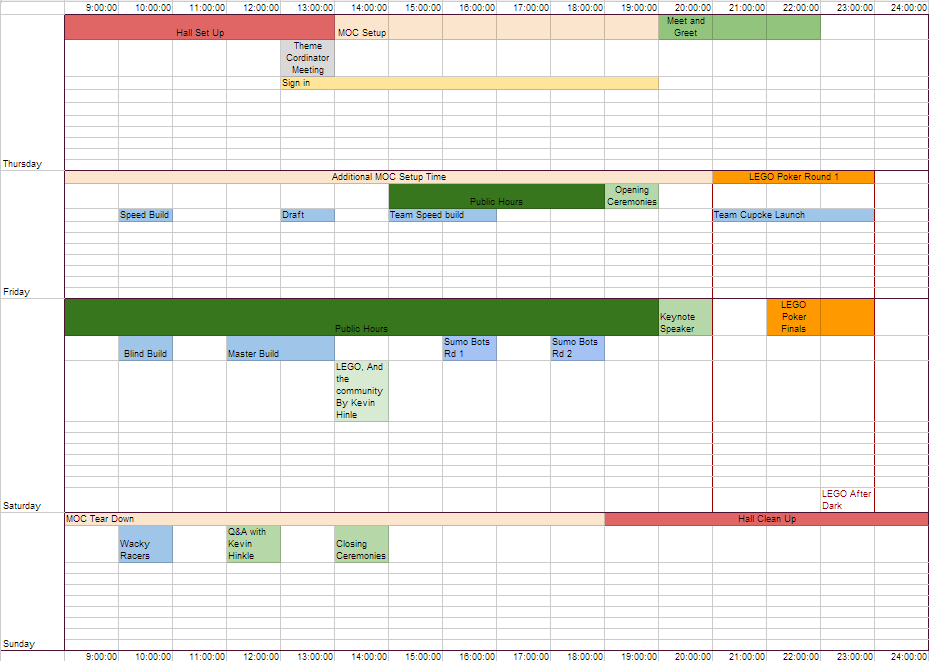 9:00:00 10:00:00 11:00:00 12:00:00 13:00:00 14:00:00 15:00:00 16:00:00 17:00:00 18:00:00 19:00:00 20:00:00 21:00:00 22:00:00 23:00:00 24:00:00
Hall Set Up
MOC Setup
Meet and
Greet
Theme
Cordinator
Meeting
Sign in
Thursday
Additional MOC Setup Time
LEGO Poker Round 1
Public Hours
Opening
Ceremonies
Speed Build
Draft
Team Speed build
Team Cupcke Launch
Friday
Public Hours
Keynote
Speaker
LEGO
Poker
Finals
Blind Build
Master Build
Sumo Bots
Rd 1
Sumo Bots
Rd 2
LEGO, And
the
community
By Kevin
Hinle
LEGO After
Dark
Saturday
MOC Tear Down
Hall Clean Up
Wacky
Racers
Q&A with
Kevin
Hinkle
Closing
Ceremonies
Sunday
9:00:00 10:00:00 11:00:00 12:00:00 13:00:00 14:00:00 15:00:00 16:00:00 17:00:00 18:00:00 19:00:00 20:00:00 21:00:00 22:00:00 23:00:00 24:00:00